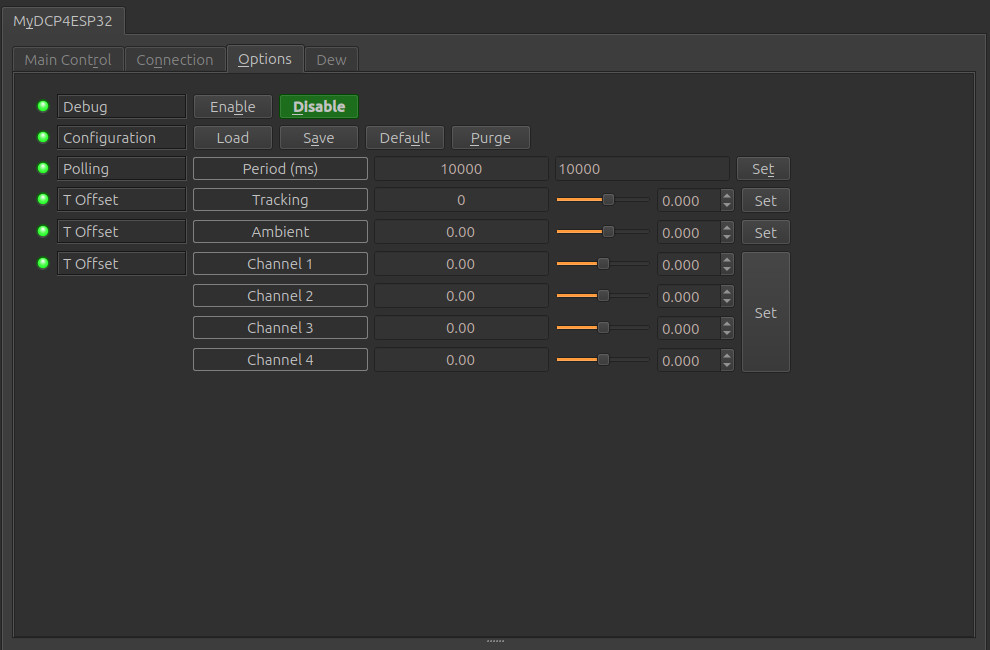 MyDCP4ESP32
Main Control Connection Options Dew
Debug Enable Disable
Configuration Load Save Default Purge
Polling Period (ms) 10000 10000 Set
T Offset Tracking 0 0.000 Set
T Offset Ambient 0.00 0.000 Set
T Offset Channel 1 0.00 0.000
Channel 2 0.00 0.000
Set
Channel 3 0.00 0.000
Channel 4 0.00 0.000